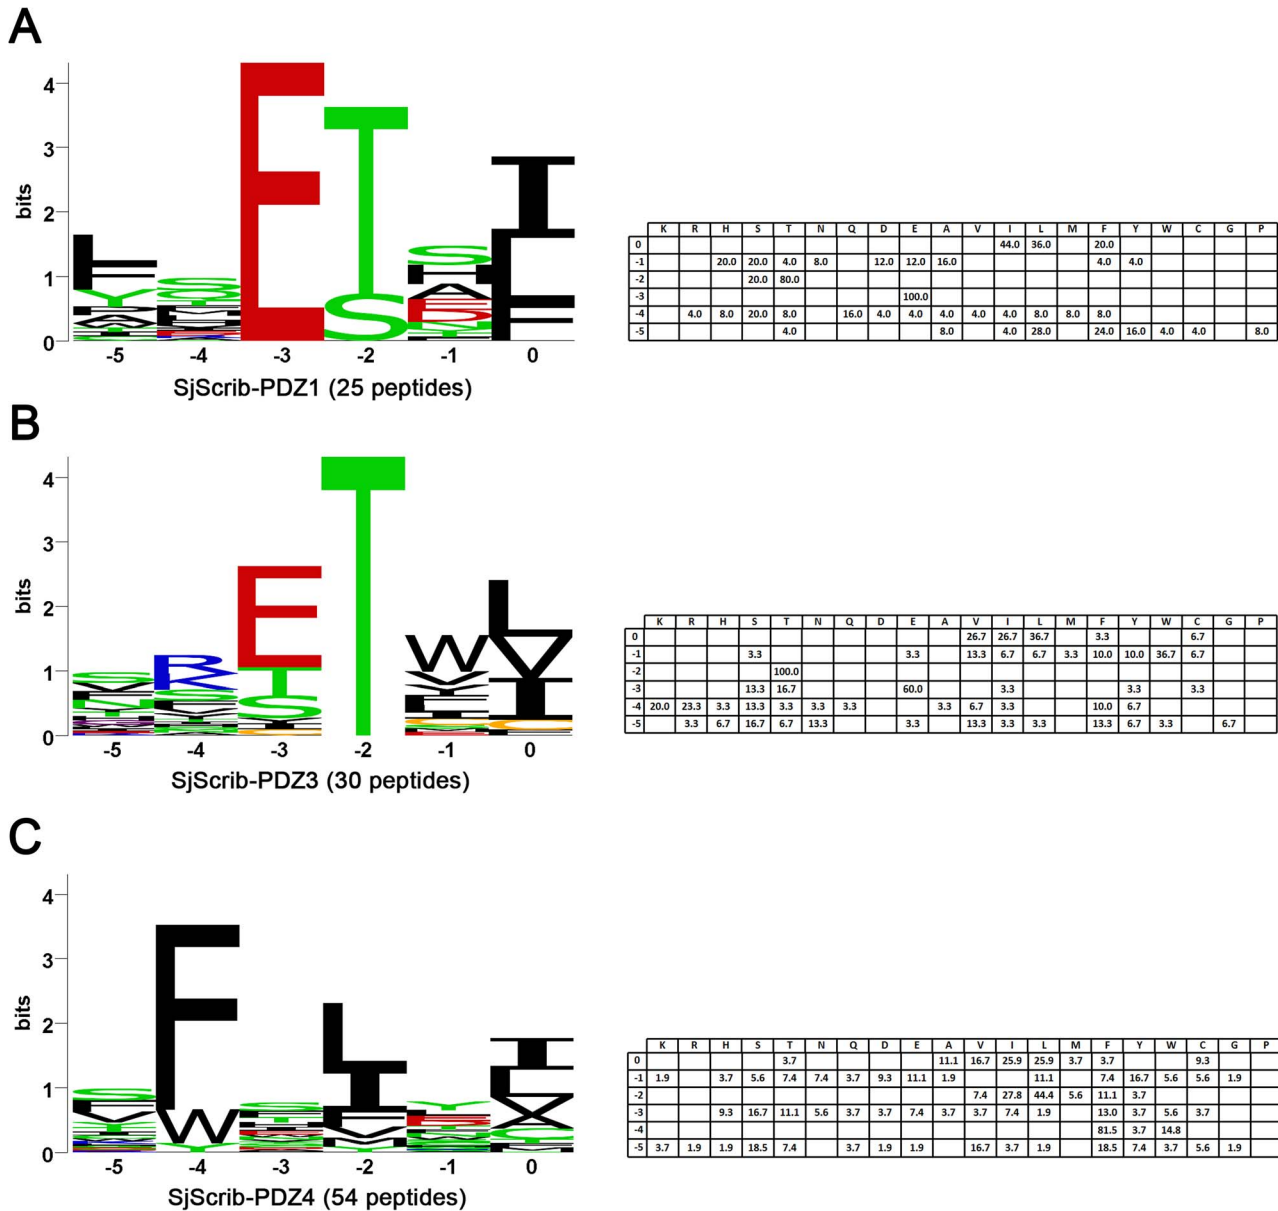 A
bits
4
3
2
1
0
-5 -4 -3 -2 -1 0
SjScrib-PDZ1 (25 peptides)
K R H S T N Q D E A V I L M F Y W C G P
0 44.0 36.0 20.0
-1 20.0 20.0 4.0 8.0 12.0 12.0 16.0 4.0 4.0
-2 20.0 80.0
-3 100.0
-4 4.0 8.0 20.0 8.0 16.0 4.0 4.0 4.0 4.0 4.0 8.0 8.0 8.0
-5 4.0 8.0 4.0 28.0 24.0 16.0 4.0 4.0 8.0
B
bits
4
3
2
1
0
-5 -4 -3 -2 -1 0
SjScrib-PDZ3 (30 peptides)
K R H S T N Q D E A V I L M F Y W C G P
0 26.7 26.7 36.7 3.3 6.7
-1 3.3 3.3 13.3 6.7 6.7 3.3 10.0 10.0 36.7 6.7
-2 100.0
-3 13.3 16.7 60.0 3.3 3.3 3.3
-4 20.0 23.3 3.3 13.3 3.3 3.3 3.3 3.3 6.7 3.3 10.0 6.7
-5 3.3 6.7 16.7 6.7 13.3 3.3 13.3 3.3 3.3 13.3 6.7 3.3 6.7
C
bits
4
3
2
1
0
-5 -4 -3 -2 -1 0
SjScrib-PDZ4 (54 peptides)
K R H S T N Q D E A V I L M F Y W C G P
0 3.7 11.1 16.7 25.9 25.9 3.7 3.7 9.3
-1 1.9 3.7 5.6 7.4 7.4 3.7 9.3 11.1 1.9 11.1 7.4 16.7 5.6 5.6 1.9
-2 7.4 27.8 44.4 5.6 11.1 3.7
-3 9.3 16.7 11.1 5.6 3.7 3.7 7.4 3.7 3.7 7.4 1.9 13.0 3.7 5.6 3.7
-4 81.5 3.7 14.8
-5 3.7 1.9 1.9 18.5 7.4 3.7 1.9 1.9 16.7 3.7 1.9 18.5 7.4 3.7 5.6 1.9